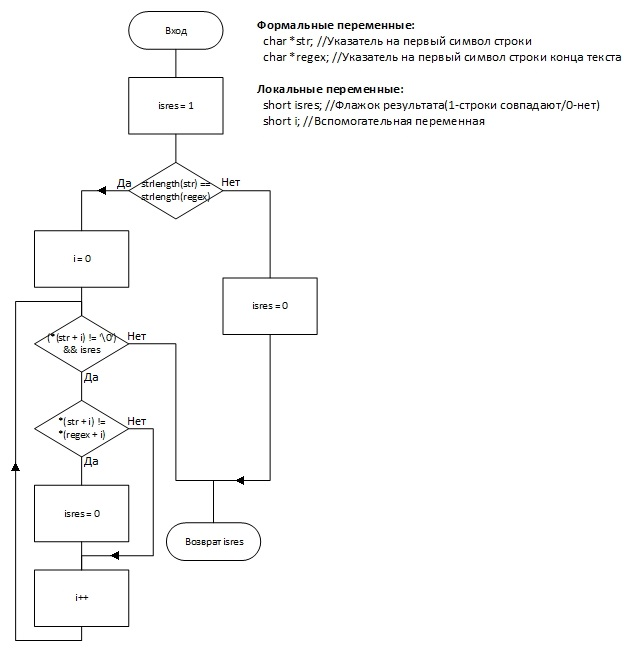 Вход
Формальные переменные:
char *str; //Указатель на первый символ строки
char *regex; //Указатель на первый символ строки конца текста
Локальные переменные:
short isres; //Флажок результата(1-строки совпадают/0-нет)
short i; //Вспомогательная переменная
isres = 1
Да
strlength(str) ==
strlength(regex)
Нет
i = 0
isres = 0
(*(str + i) != '\0')
&& isres
Нет
Да
*(str + i) !=
*(regex + i)
Нет
Да
isres = 0
Возврат isres
i++